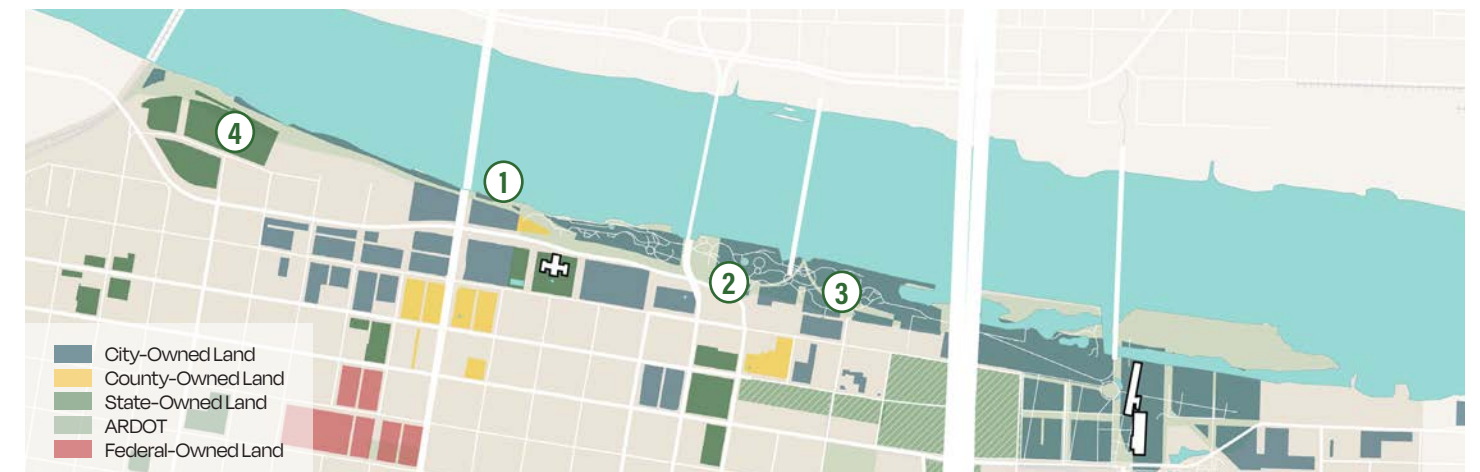 4
1
2
3
City-Owned Land
County-Owned Land
State-Owned Land
ARDOT
Federal-Owned Land